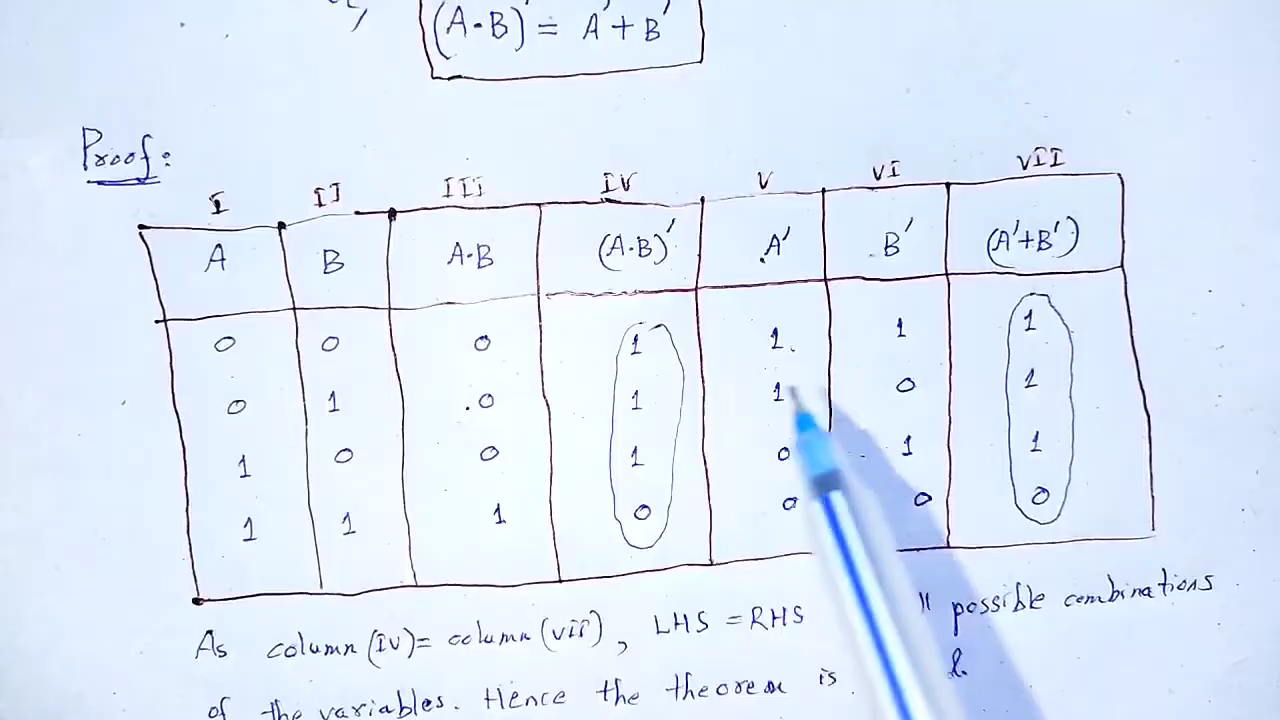 (A·B)' = A'+B'
Proof:
I II III IV V VI VII
A B A·B (A·B)' A' B' (A'+B')
0 0 0 1 1 1 1
0 1 0 1 1 0 1
1 0 0 1 0 1 1
1 1 1 0 0 0 0
As column (IV)= column (vii), LHS = RHS ll possible combinations
of the variables. Hence the theorem is